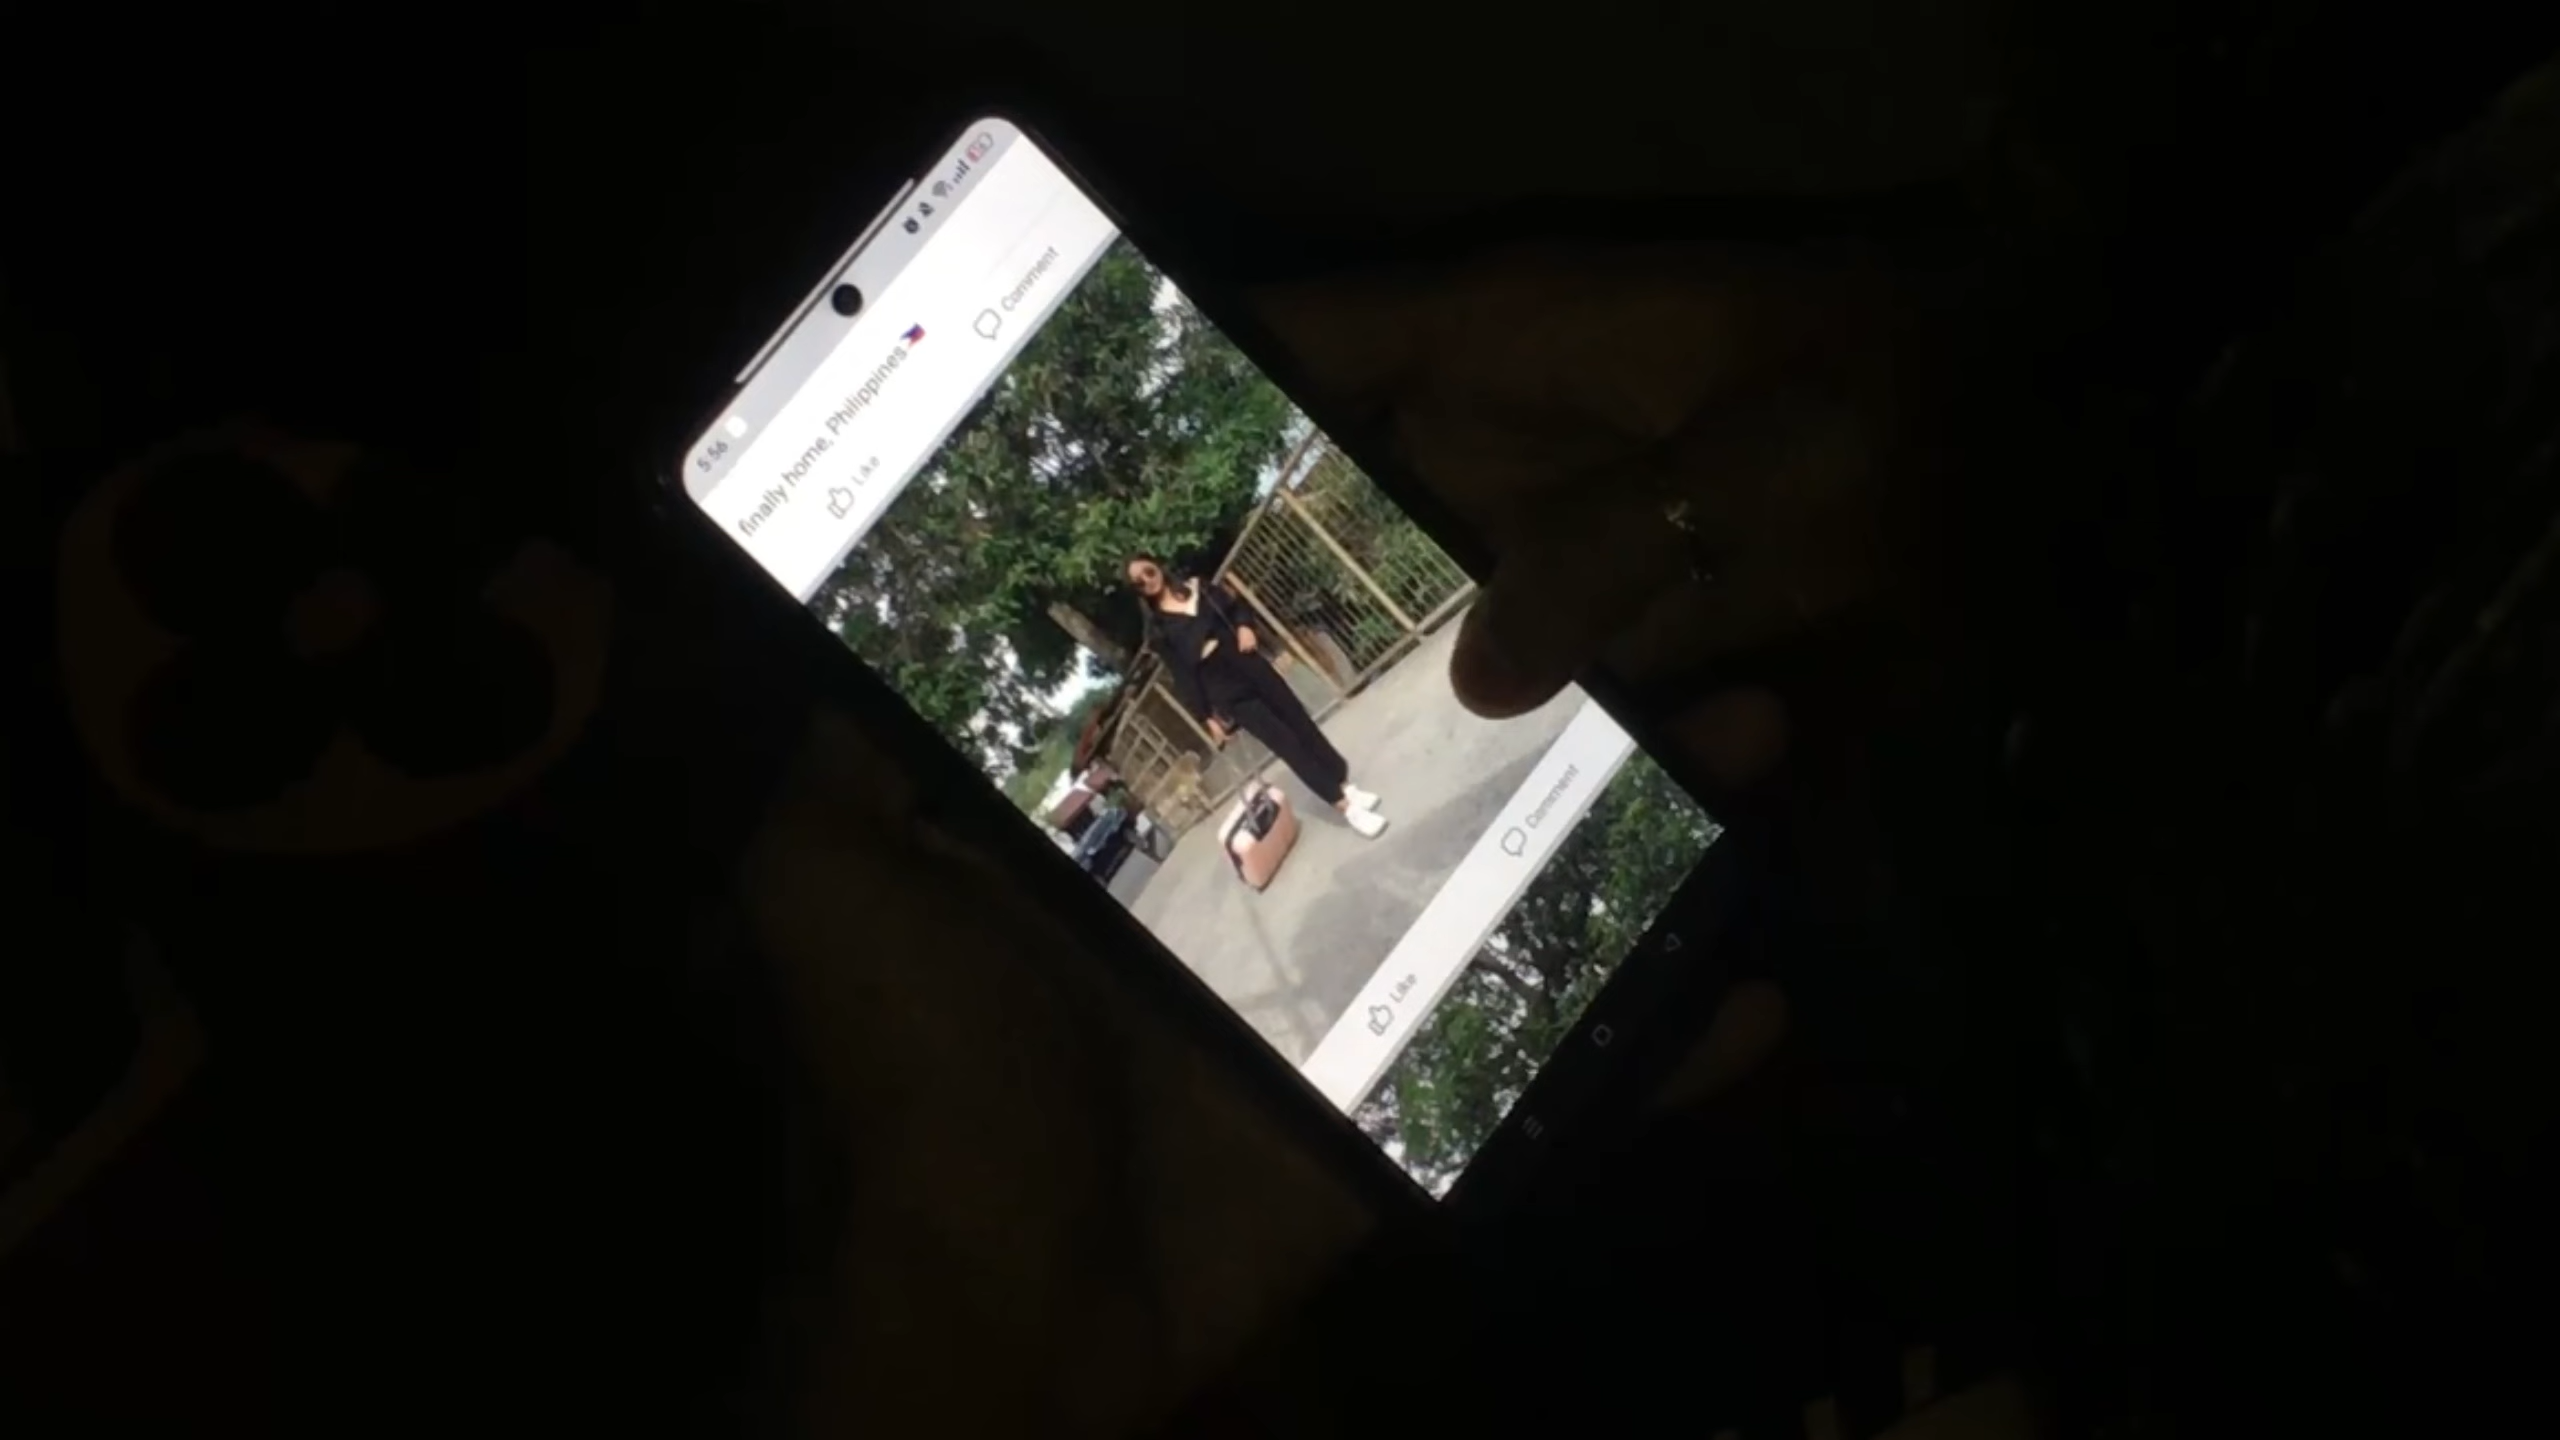 5:56
finally home, Philippines🇵🇭
Like
Comment
Like
Comment